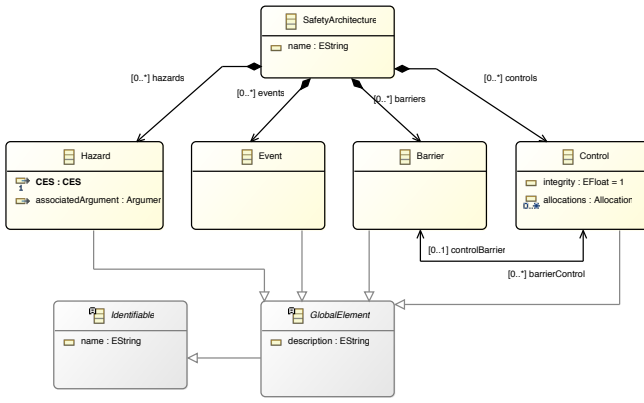 SafetyArchitecture
name : EString
[0..*] hazards
[0..*] events
[0..*] barriers
[0..*] controls
Hazard
CES : CES
1
associatedArgument : Argumer
Event
Barrier
Control
integrity : EFloat = 1
allocations : Allocation
0..*
[0..1] controlBarrier
[0..*] barrierControl
Identifiable
name : EString
GlobalElement
description : EString